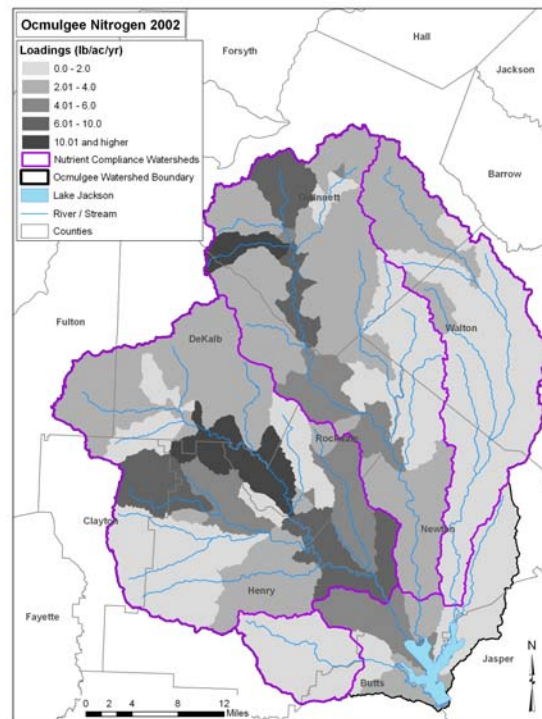 Ocmulgee Nitrogen 2002
Loadings (lb/ac/yr)
0.0 - 2.0
2.01 - 4.0
4.01 - 6.0
6.01 - 10.0
10.01 and higher
Nutrient Compliance Watersheds
Ocmulgee Watershed Boundary
Lake Jackson
River / Stream
Counties
Hall
Forsyth
Jackson
Barrow
Gwinnett
Fulton
Walton
DeKalb
Rockdale
Clayton
Newton
Henry
Fayette
Jasper
Butts
N
0 2 4 8 12
Miles